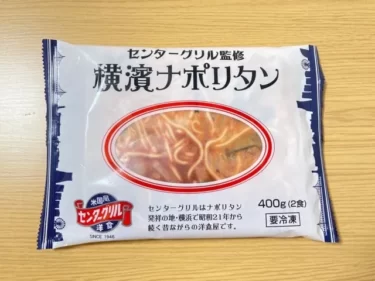 センターグリル監修
横濱ナポリタン
米国風
センターグリル
洋食
SINCE 1946
センターグリルはナポリタン
発祥の地・横浜で昭和21年から
続く昔ながらの洋食屋です。
400g(2食)
要冷凍